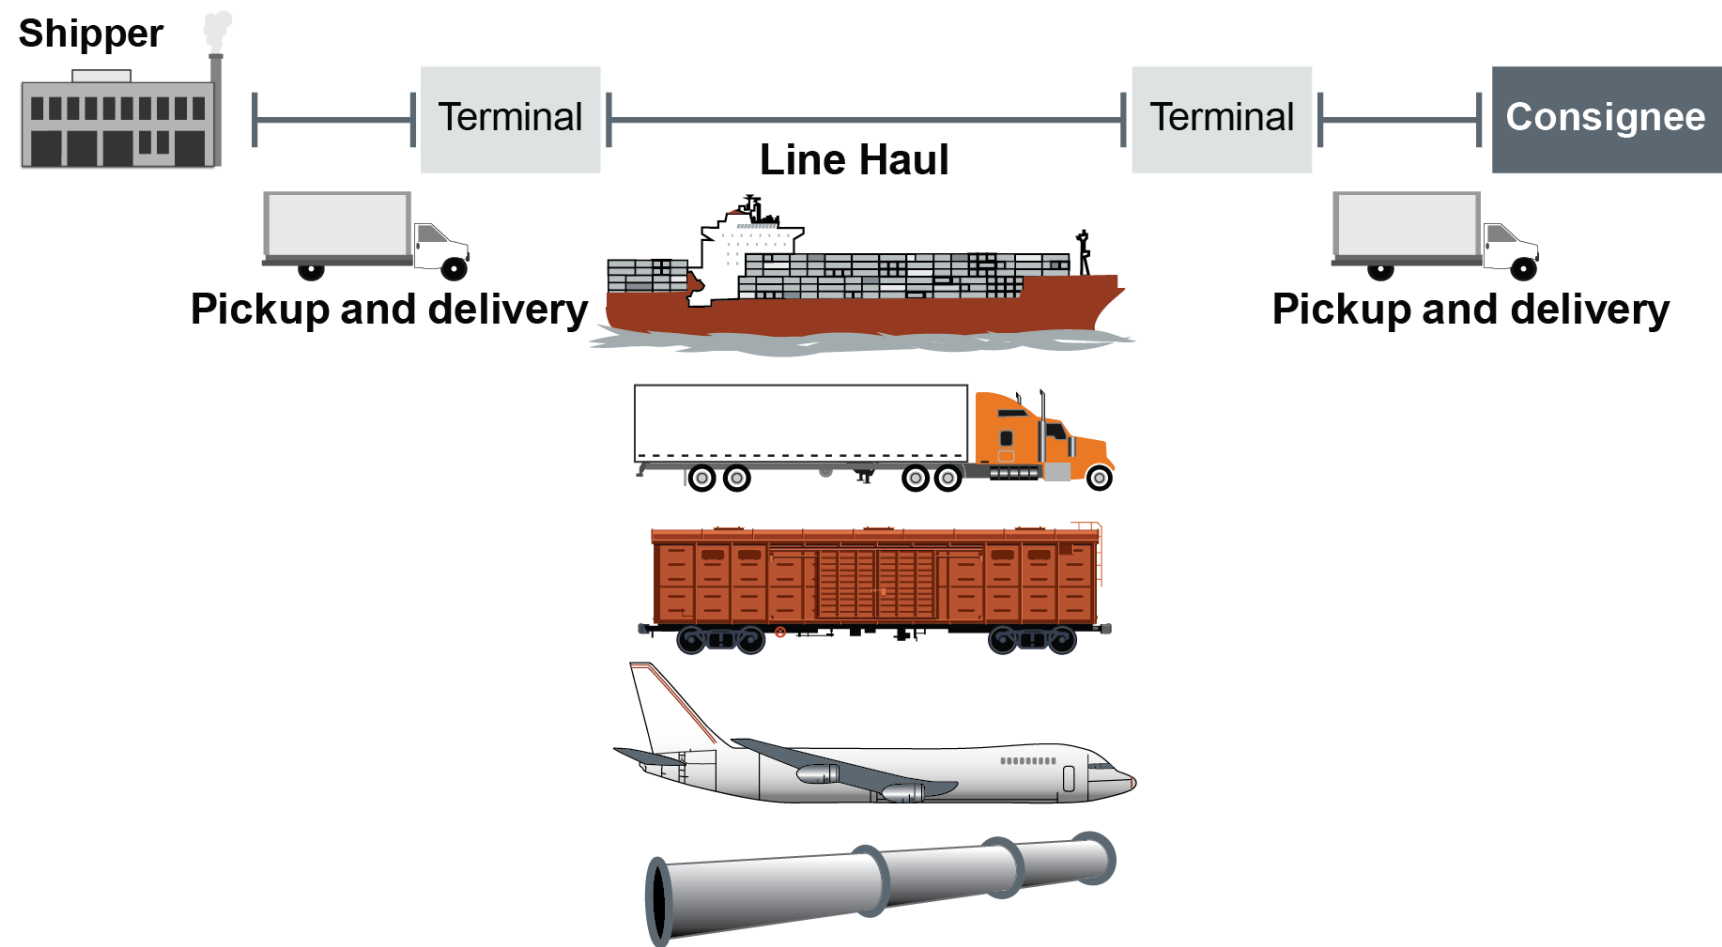 Shipper
Terminal
Terminal
Consignee
Line Haul
Pickup and delivery
Pickup and delivery